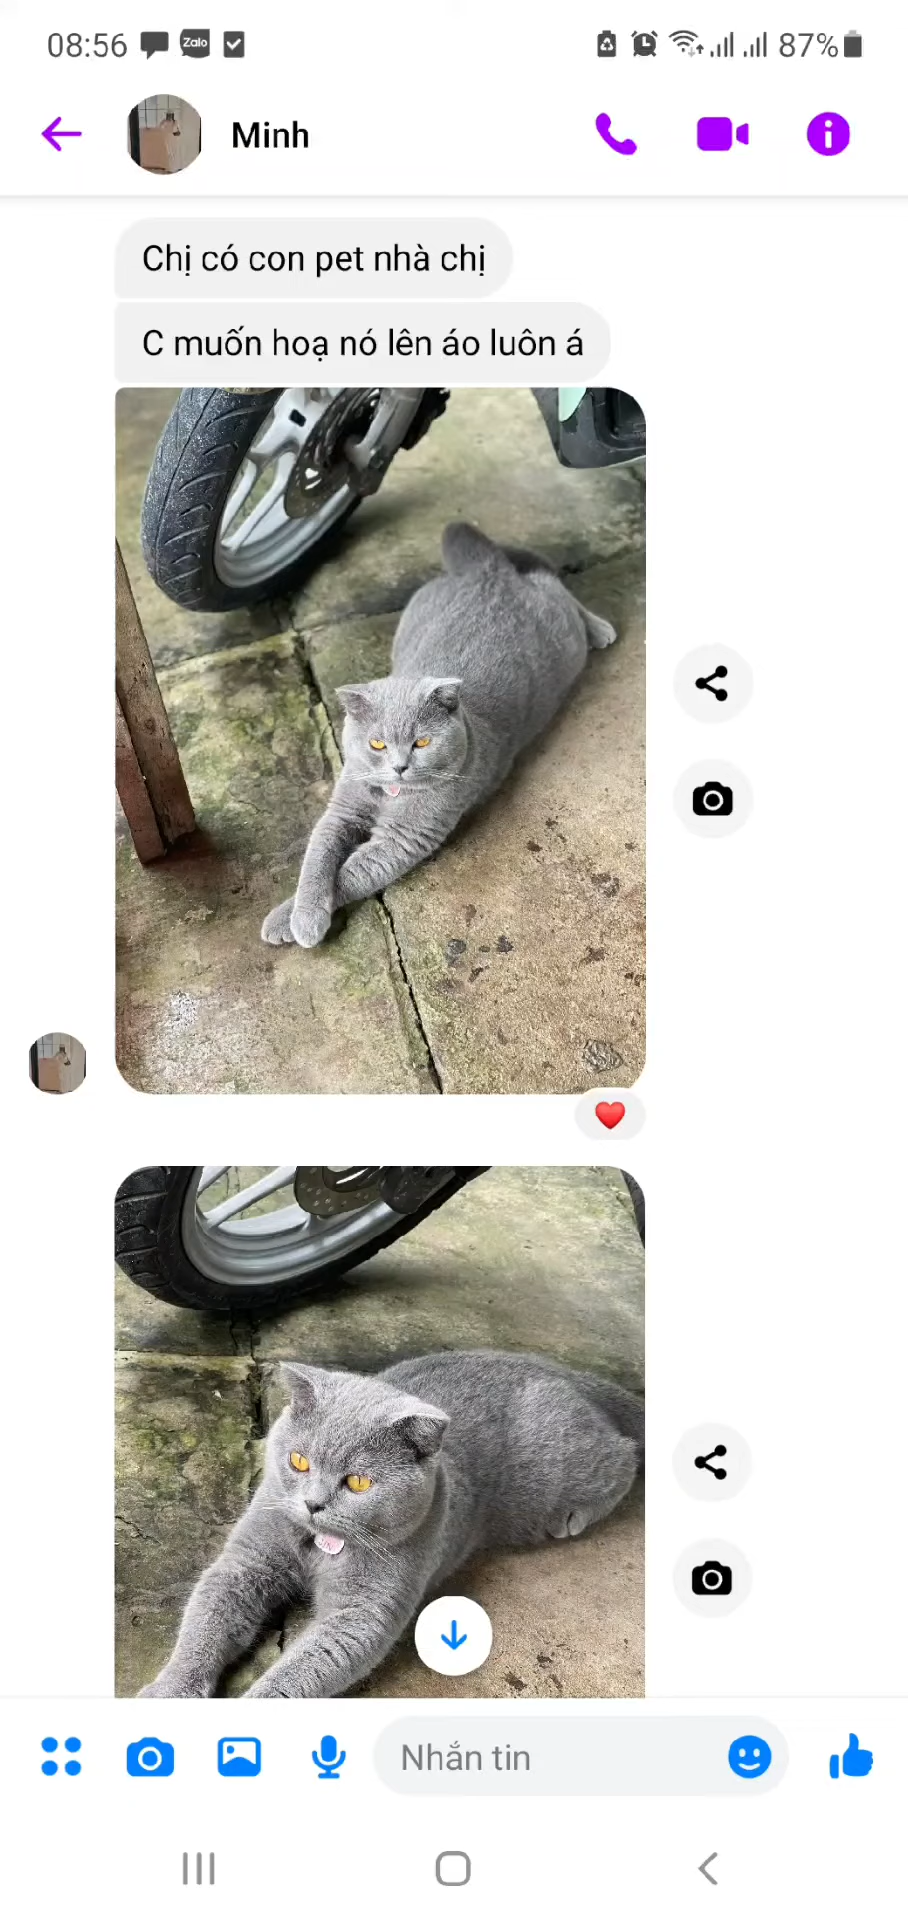 08:56
Zalo
87%
Minh
Chị có con pet nhà chị
C muốn hoạ nó lên áo luôn á
Nhắn tin